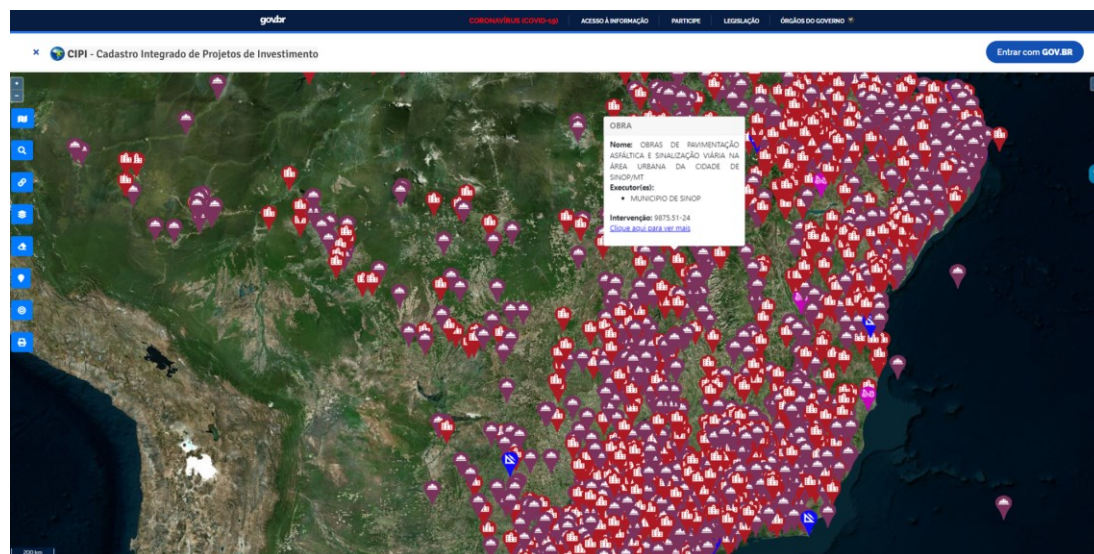 gov.br
CORONAVÍRUS (COVID-19)
ACESSO À INFORMAÇÃO
PARTICIPE
LEGISLAÇÃO
ÓRGÃOS DO GOVERNO
× CIPI - Cadastro Integrado de Projetos de Investimento
Entrar com GOV.BR
+
-
OBRA
Nome: OBRAS DE PAVIMENTAÇÃO
ASFÁLTICA E SINALIZAÇÃO VIÁRIA NA
ÁREA URBANA DA CIDADE DE
SINOP/MT
Executor(es):
• MUNICIPIO DE SINOP
Intervenção: 9875.51-24
Clique aqui para ver mais
200 km